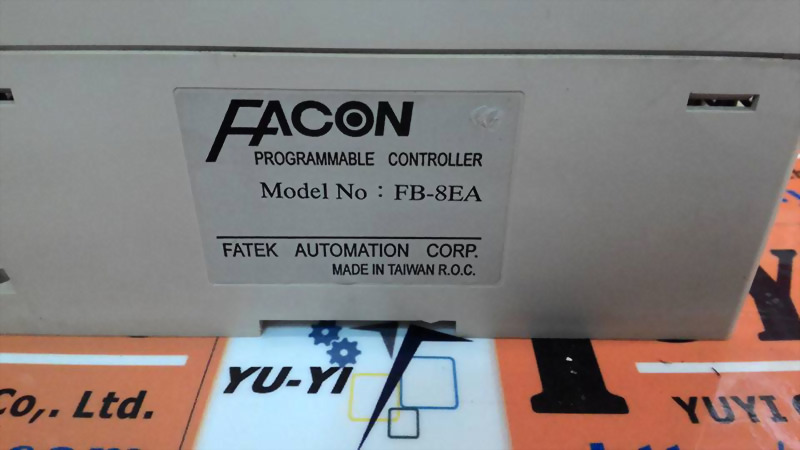 FACON
PROGRAMMABLE CONTROLLER
Model No : FB-8EA
FATEK AUTOMATION CORP.
MADE IN TAIWAN R.O.C.
YU-YI
Co,. Ltd.
YUYI